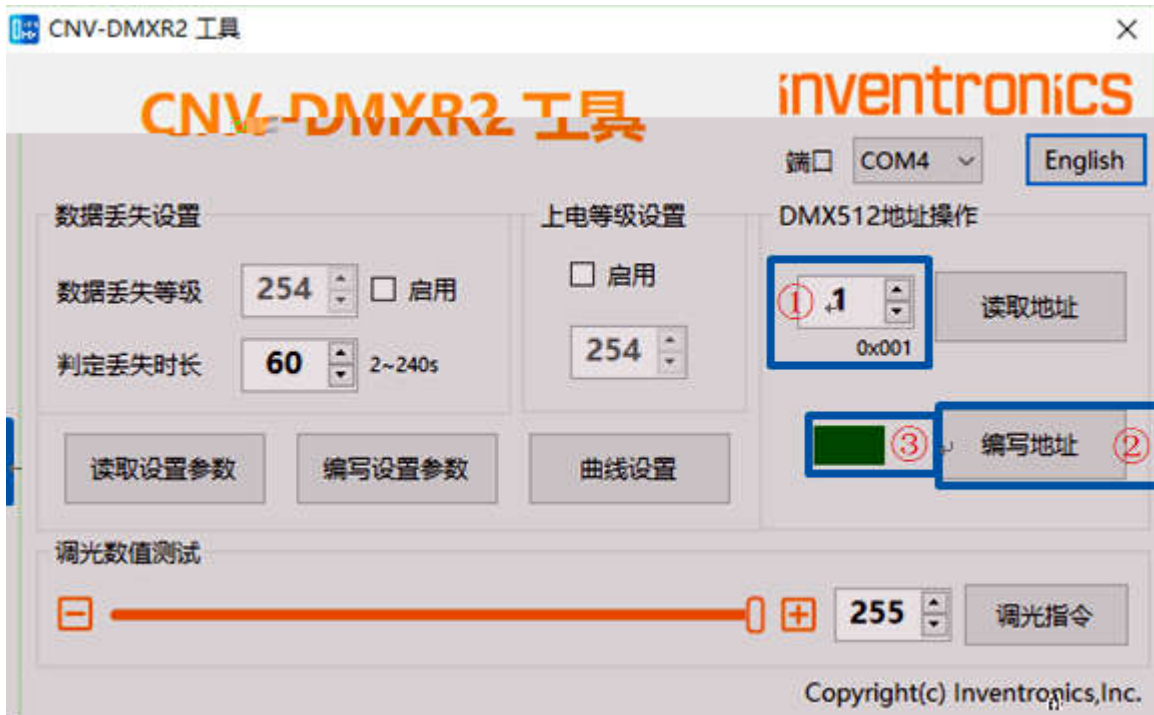 CNV-DMXR2 工具
CNV-DMXR2 工具
inventronics
端口 COM4 English
数据丢失设置 上电等级设置 DMX512地址操作
数据丢失等级 254 启用 启用 ① 1 读取地址
0x001
判定丢失时长 60 2~240s 254
读取设置参数 编写设置参数 曲线设置 ③ 编写地址 ②
调光数值测试
255 调光指令
Copyright(c) Inventronics,Inc.